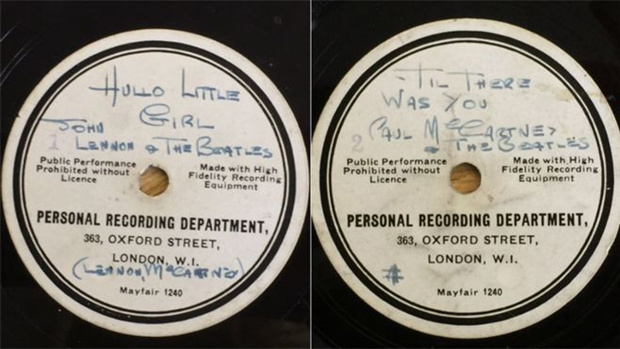 HULLO LITTLE
GIRL
JOHN
1 LENNON & THE BEATLES
Public Performance
Prohibited without
Licence
Made with High
Fidelity Recording
Equipment
PERSONAL RECORDING DEPARTMENT,
363, OXFORD STREET,
LONDON, W.I.
(LENNON, McCARTNEY)
Mayfair 1240
'TIL THERE
WAS YOU
2 PAUL McCARTNEY
& THE BEATLES
Public Performance
Prohibited without
Licence
Made with High
Fidelity Recording
Equipment
PERSONAL RECORDING DEPARTMENT,
363, OXFORD STREET,
LONDON, W.I.
#
Mayfair 1240